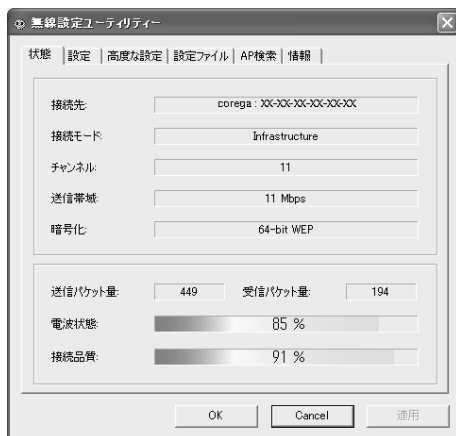 無線設定ユーティリティー
状態 設定 高度な設定 設定ファイル AP検索 情報
接続先: corega : XX-XX-XX-XX-XX-XX
接続モード: Infrastructure
チャンネル: 11
送信帯域: 11 Mbps
暗号化: 64-bit WEP
送信パケット量: 449 受信パケット量: 194
電波状態: 85 %
接続品質: 91 %
OK Cancel 適用